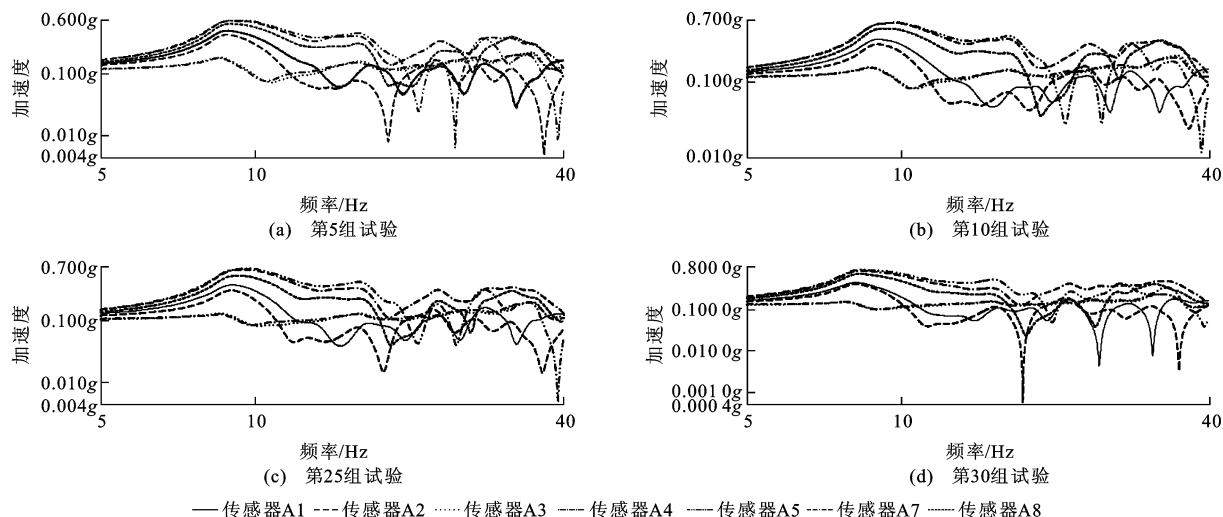 0.600g
0.100g
0.010g
0.004g
加速度
5 10 40
频率/Hz
(a) 第5组试验
0.700g
0.100g
0.010g
加速度
5 10 40
频率/Hz
(b) 第10组试验
0.700g
0.100g
0.010g
0.004g
加速度
5 10 40
频率/Hz
(c) 第25组试验
0.800 0g
0.100 0g
0.010 0g
0.001 0g
0.000 4g
加速度
5 10 40
频率/Hz
(d) 第30组试验
传感器A1 传感器A2 传感器A3 传感器A4 传感器A5 传感器A7 传感器A8